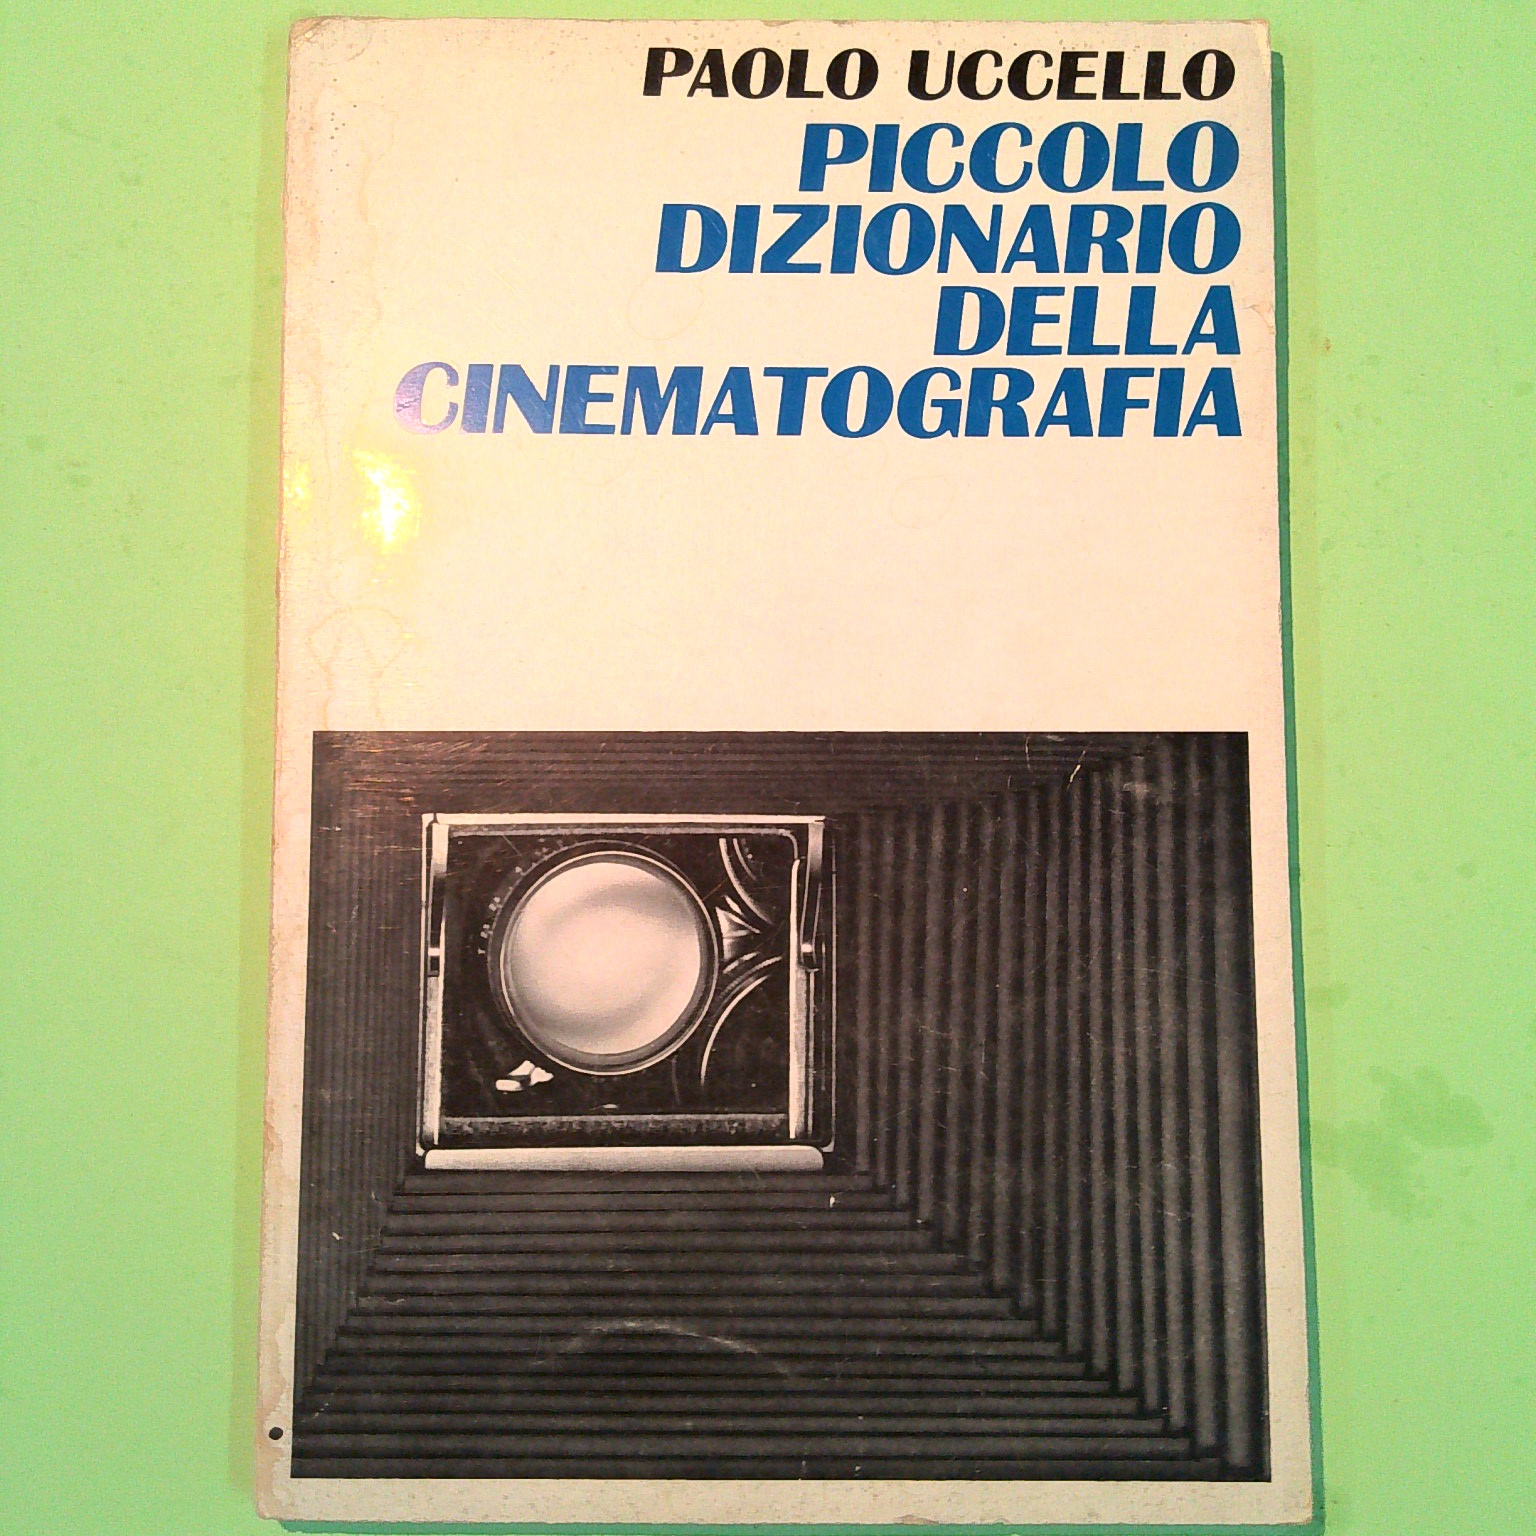 PAOLO UCCELLO
PICCOLO
DIZIONARIO
DELLA
CINEMATOGRAFIA